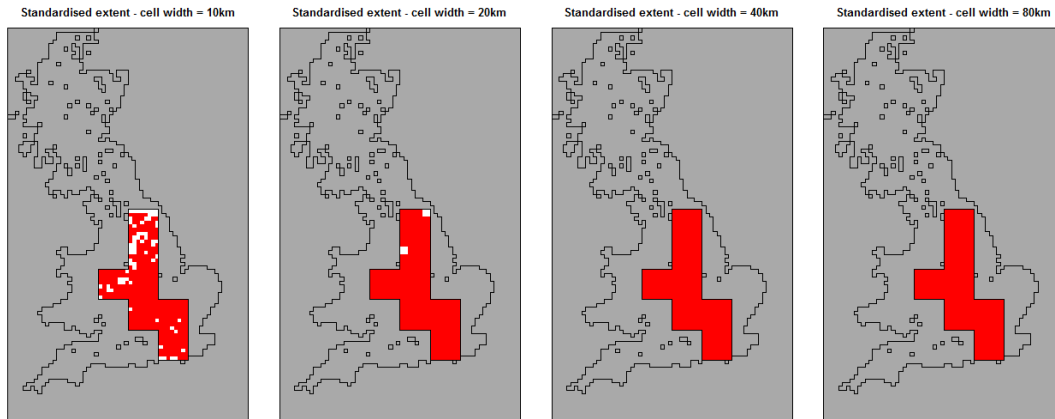 Standardised extent - cell width = 10km
Standardised extent - cell width = 20km
Standardised extent - cell width = 40km
Standardised extent - cell width = 80km